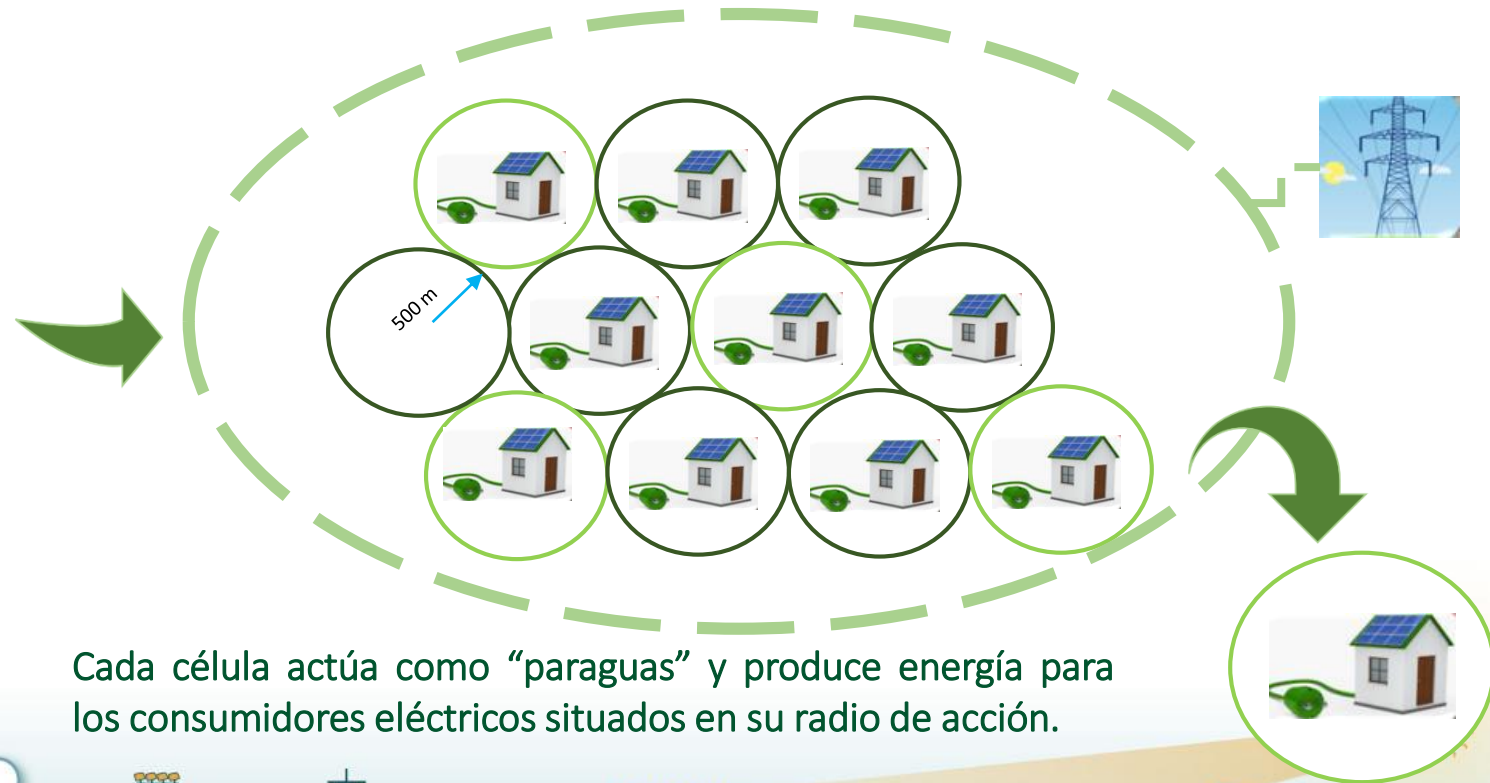 500 m
Cada célula actúa como “paraguas” y produce energía para
los consumidores eléctricos situados en su radio de acción.